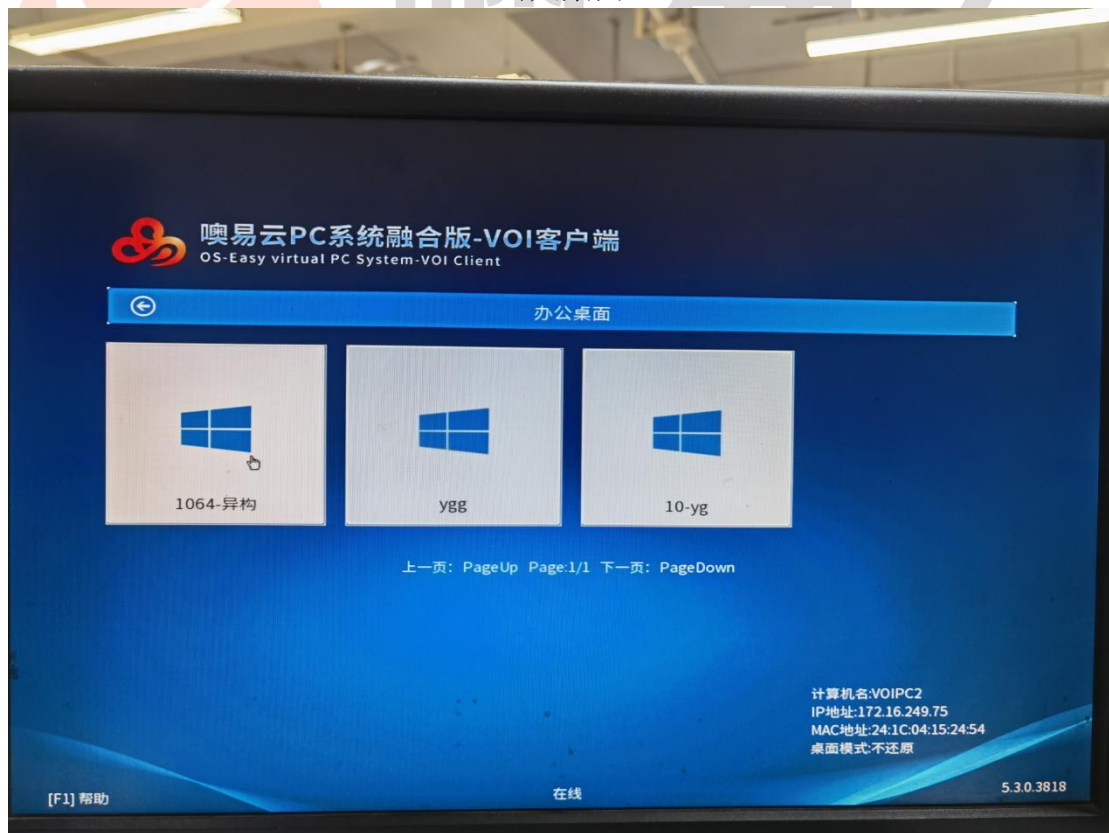 噢易云PC系统融合版-VOI客户端
OS-Easy virtual PC System-VOI Client
办公桌面
1064-异构
ygg
10-yg
上一页: PageUp Page:1/1 下一页: PageDown
计算机名:VOIPC2
IP地址:172.16.249.75
MAC地址:24:1C:04:15:24:54
桌面模式:不还原
[F1] 帮助
在线
5.3.0.3818